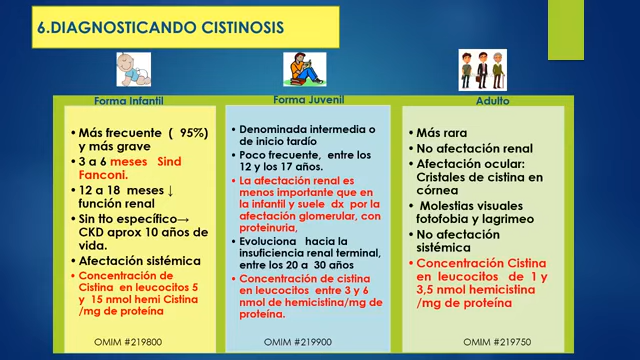 6.DIAGNOSTICANDO CISTINOSIS
Forma Infantil
• Más frecuente ( 95%)
y más grave
• 3 a 6 meses Sind
Fanconi.
• 12 a 18 meses ↓
función renal
• Sin tto específico→
CKD aprox 10 años de
vida.
• Afectación sistémica
• Concentración de
Cistina en leucocitos 5
y 15 nmol hemi Cistina
/mg de proteína
OMIM #219800
Forma Juvenil
• Denominada intermedia o
de inicio tardío
• Poco frecuente, entre los
12 y los 17 años.
• La afectación renal es
menos importante que en
la infantil y suele dx por la
afectación glomerular, con
proteinuria,
• Evoluciona hacia la
insuficiencia renal terminal,
entre los 20 a 30 años
• Concentración de cistina
en leucocitos entre 3 y 6
nmol de hemicistina/mg de
proteína.
OMIM #219900
Adulto
• Más rara
• No afectación renal
• Afectación ocular:
Cristales de cistina en
córnea
• Molestias visuales
fotofobia y lagrimeo
• No afectación
sistémica
• Concentración Cistina
en leucocitos de 1 y
3,5 nmol hemicistina
/mg de proteína
OMIM #219750